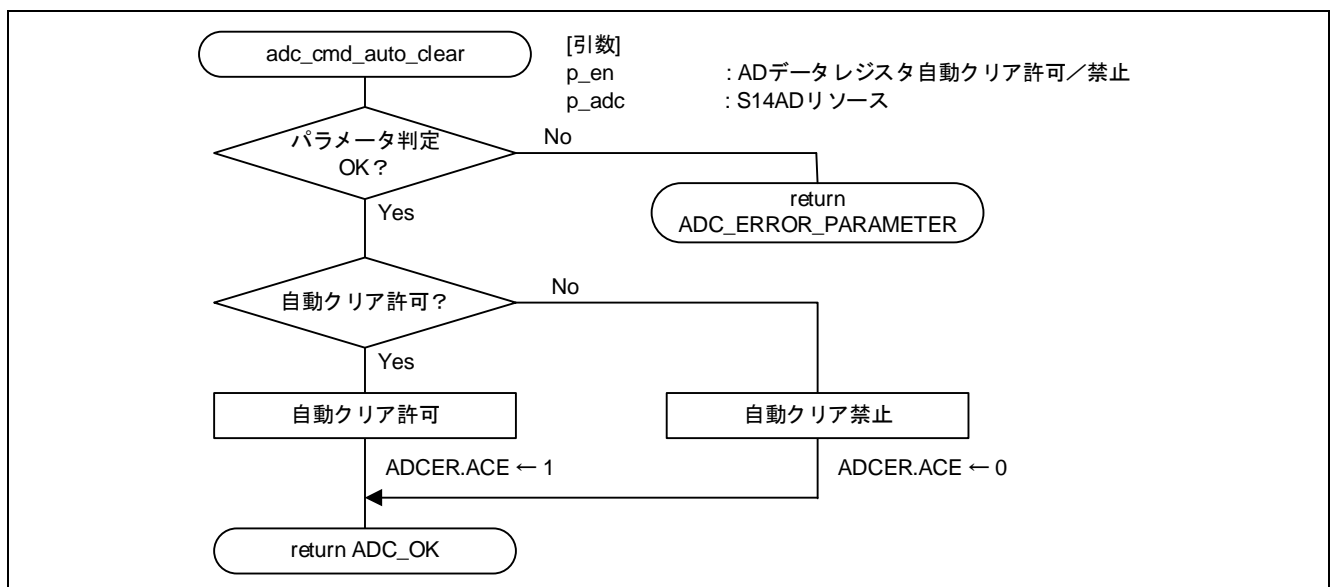 adc_cmd_auto_clear
[引数]
p_en : ADデータレジスタ自動クリア許可／禁止
p_adc : S14ADリソース
パラメータ判定
OK？
No
return
ADC_ERROR_PARAMETER
Yes
自動クリア許可？
No
Yes
自動クリア許可
自動クリア禁止
ADCER.ACE ← 1
ADCER.ACE ← 0
return ADC_OK